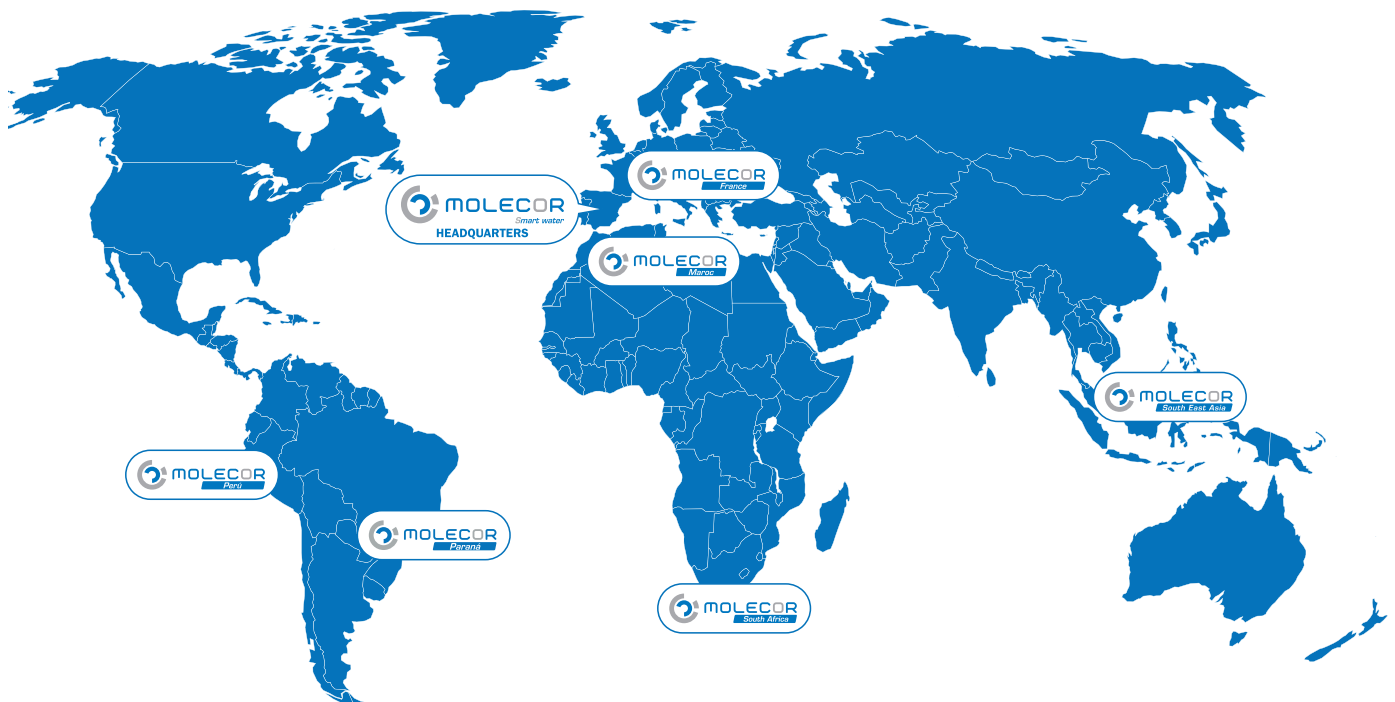 MOLECOR
France
MOLECOR
Smart water
HEADQUARTERS
MOLECOR
Maroc
MOLECOR
South East Asia
MOLECOR
Perú
MOLECOR
Paraná
MOLECOR
South Africa